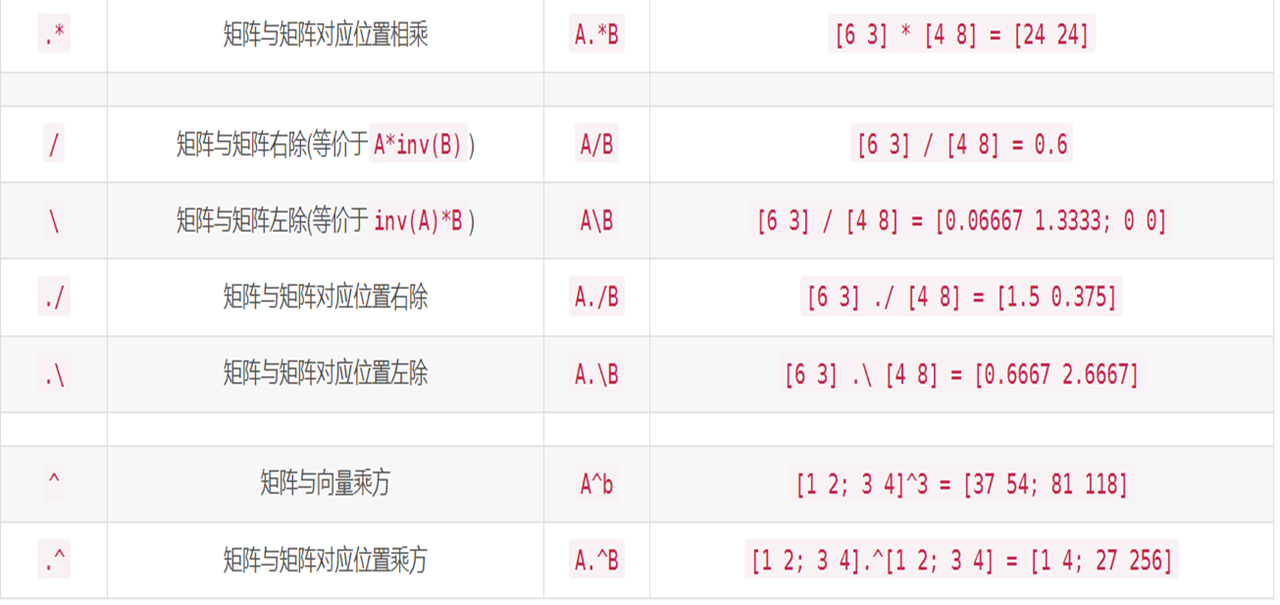 .* 矩阵与矩阵对应位置相乘 A.*B [6 3] * [4 8] = [24 24]
/ 矩阵与矩阵右除(等价于 A*inv(B) ) A/B [6 3] / [4 8] = 0.6
\ 矩阵与矩阵左除(等价于 inv(A)*B ) A\B [6 3] / [4 8] = [0.06667 1.3333; 0 0]
./ 矩阵与矩阵对应位置右除 A./B [6 3] ./ [4 8] = [1.5 0.375]
.\ 矩阵与矩阵对应位置左除 A.\B [6 3] .\ [4 8] = [0.6667 2.6667]
^ 矩阵与向量乘方 A^b [1 2; 3 4]^3 = [37 54; 81 118]
.^ 矩阵与矩阵对应位置乘方 A.^B [1 2; 3 4].^[1 2; 3 4] = [1 4; 27 256]